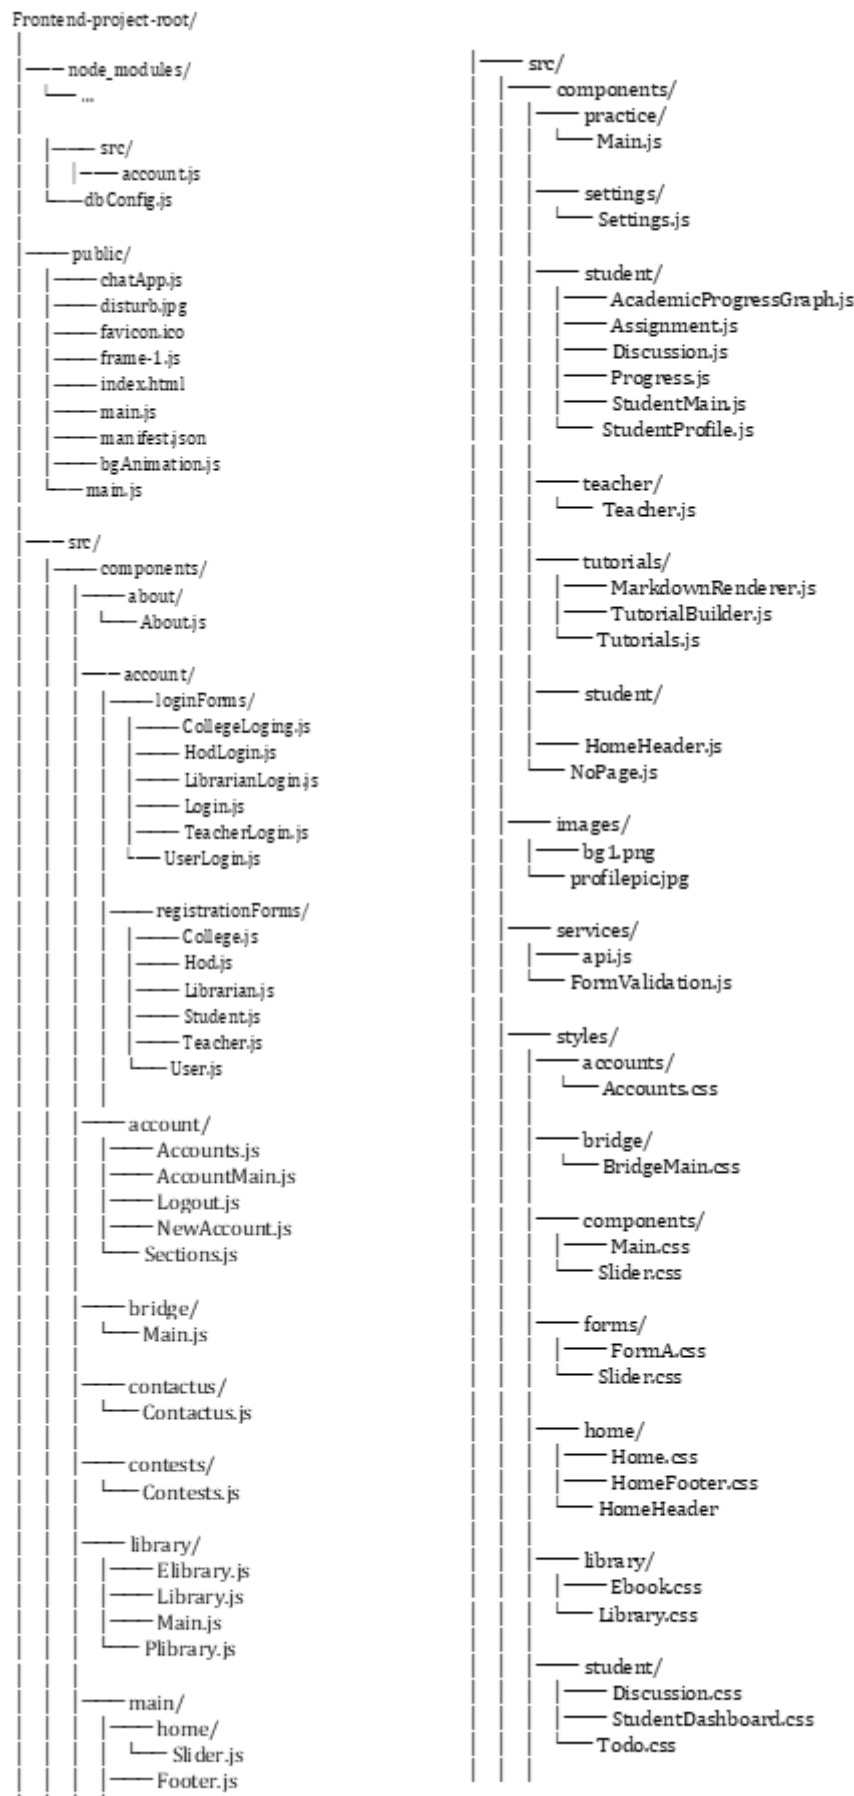 Frontend-project-root/
node_modules/
...
src/
account.js
dbConfig.js
public/
chatApp.js
disturb.jpg
favicon.ico
frame-1.js
index.html
main.js
manifest.json
bgAnimation.js
main.js
src/
components/
about/
About.js
account/
loginForms/
CollegeLoging.js
HodLogin.js
LibrarianLogin.js
Login.js
TeacherLogin.js
UserLogin.js
registrationForms/
College.js
Hod.js
Librarian.js
Student.js
Teacher.js
User.js
account/
Accounts.js
AccountMain.js
Logout.js
NewAccount.js
Sections.js
bridge/
Main.js
contactus/
Contactus.js
contests/
Contests.js
library/
Elibrary.js
Library.js
Main.js
Plibrary.js
main/
home/
Slider.js
Footer.js
src/
components/
practice/
Main.js
settings/
Settings.js
student/
AcademicProgressGraph.js
Assignment.js
Discussion.js
Progress.js
StudentMain.js
StudentProfile.js
teacher/
Teacher.js
tutorials/
MarkdownRenderer.js
TutorialBuilder.js
Tutorials.js
student/
HomeHeader.js
NoPage.js
images/
bg1.png
profilepic.jpg
services/
api.js
FormValidation.js
styles/
accounts/
Accounts.css
bridge/
BridgeMain.css
components/
Main.css
Slider.css
forms/
FormA.css
Slider.css
home/
Home.css
HomeFooter.css
HomeHeader
library/
Ebook.css
Library.css
student/
Discussion.css
StudentDashboard.css
Todo.css